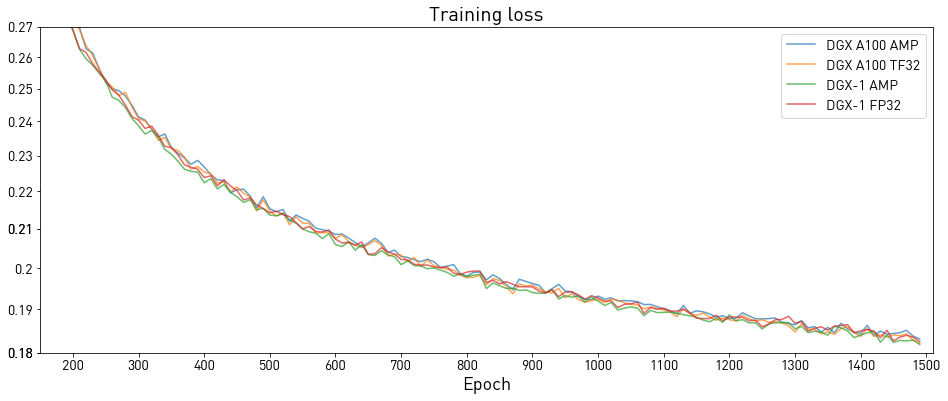 Training loss
0.27
0.26
0.25
0.24
0.23
0.22
0.21
0.2
0.19
0.18
DGX A100 AMP
DGX A100 TF32
DGX-1 AMP
DGX-1 FP32
200 300 400 500 600 700 800 900 1000 1100 1200 1300 1400 1500
Epoch